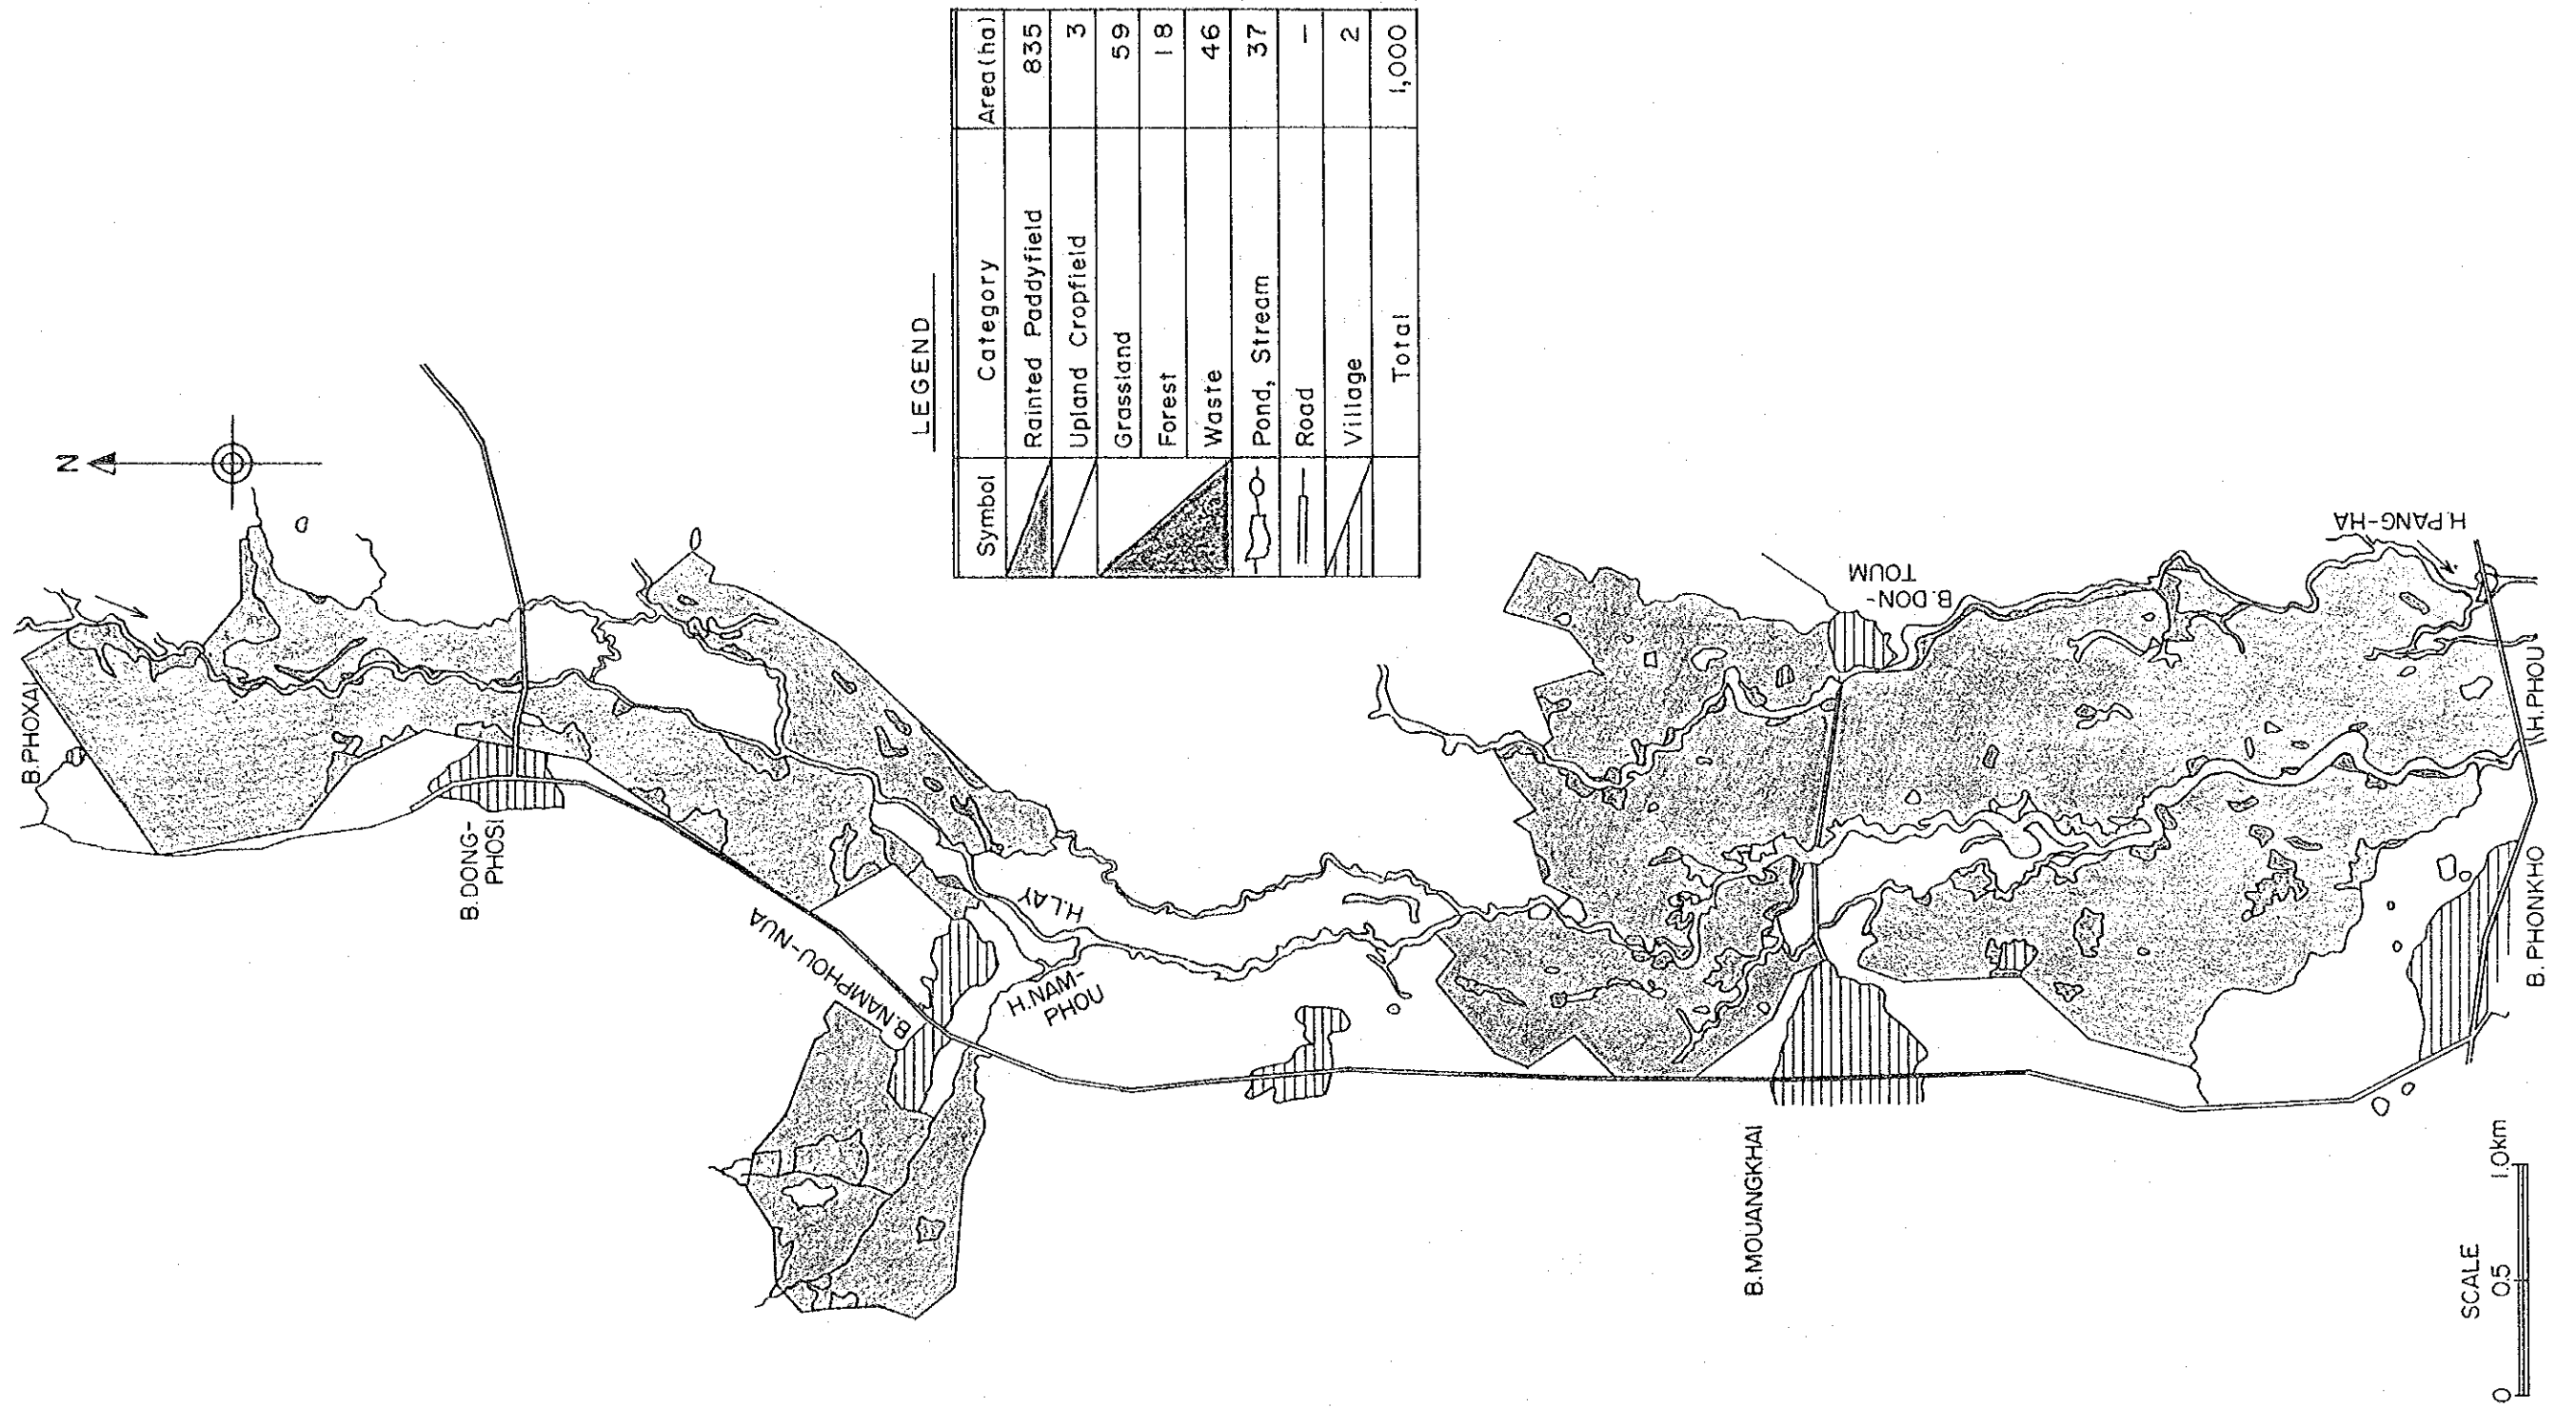 N
B.PHOXAI
B.DONG-
PHOSI
B.NAMPHOU-NUA
H.LAY
H.NAM-
PHOU
B.MOUANGKHAI
B.DON-
TOUM
H.PANG-HA
H.PHOU
B.PHONKHO
SCALE
0 0.5 1.0km
LEGEND
Symbol Category Area(ha)
Rainted Paddyfield 835
Upland Cropfield 3
Grassland 59
Forest 18
Waste 46
Pond, Stream 37
Road —
Village 2
Total 1,000